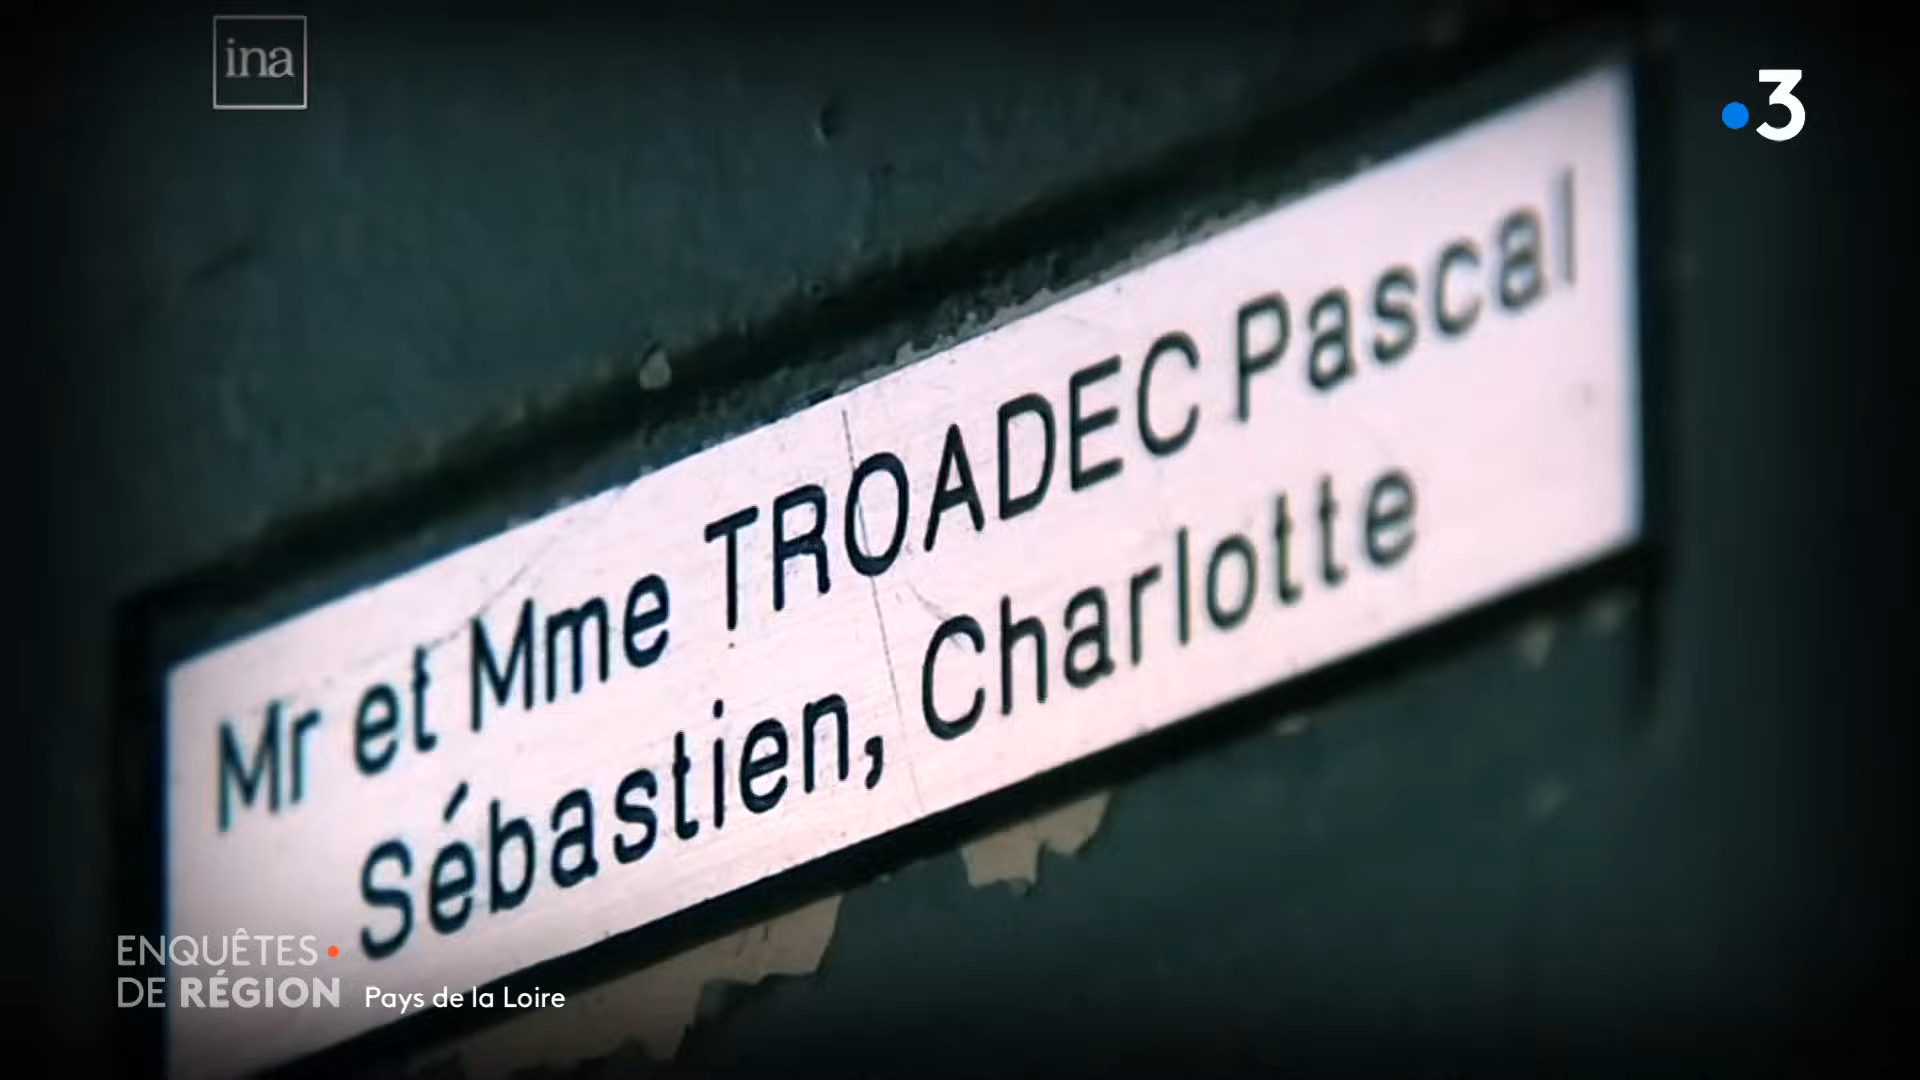 ina
3
Mr et Mme TROADEC Pascal
Sébastien, Charlotte
ENQUÊTES
DE RÉGION Pays de la Loire